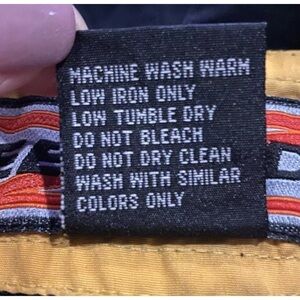 MACHINE WASH WARM
LOW IRON ONLY
LOW TUMBLE DRY
DO NOT BLEACH
DO NOT DRY CLEAN
WASH WITH SIMILAR
COLORS ONLY